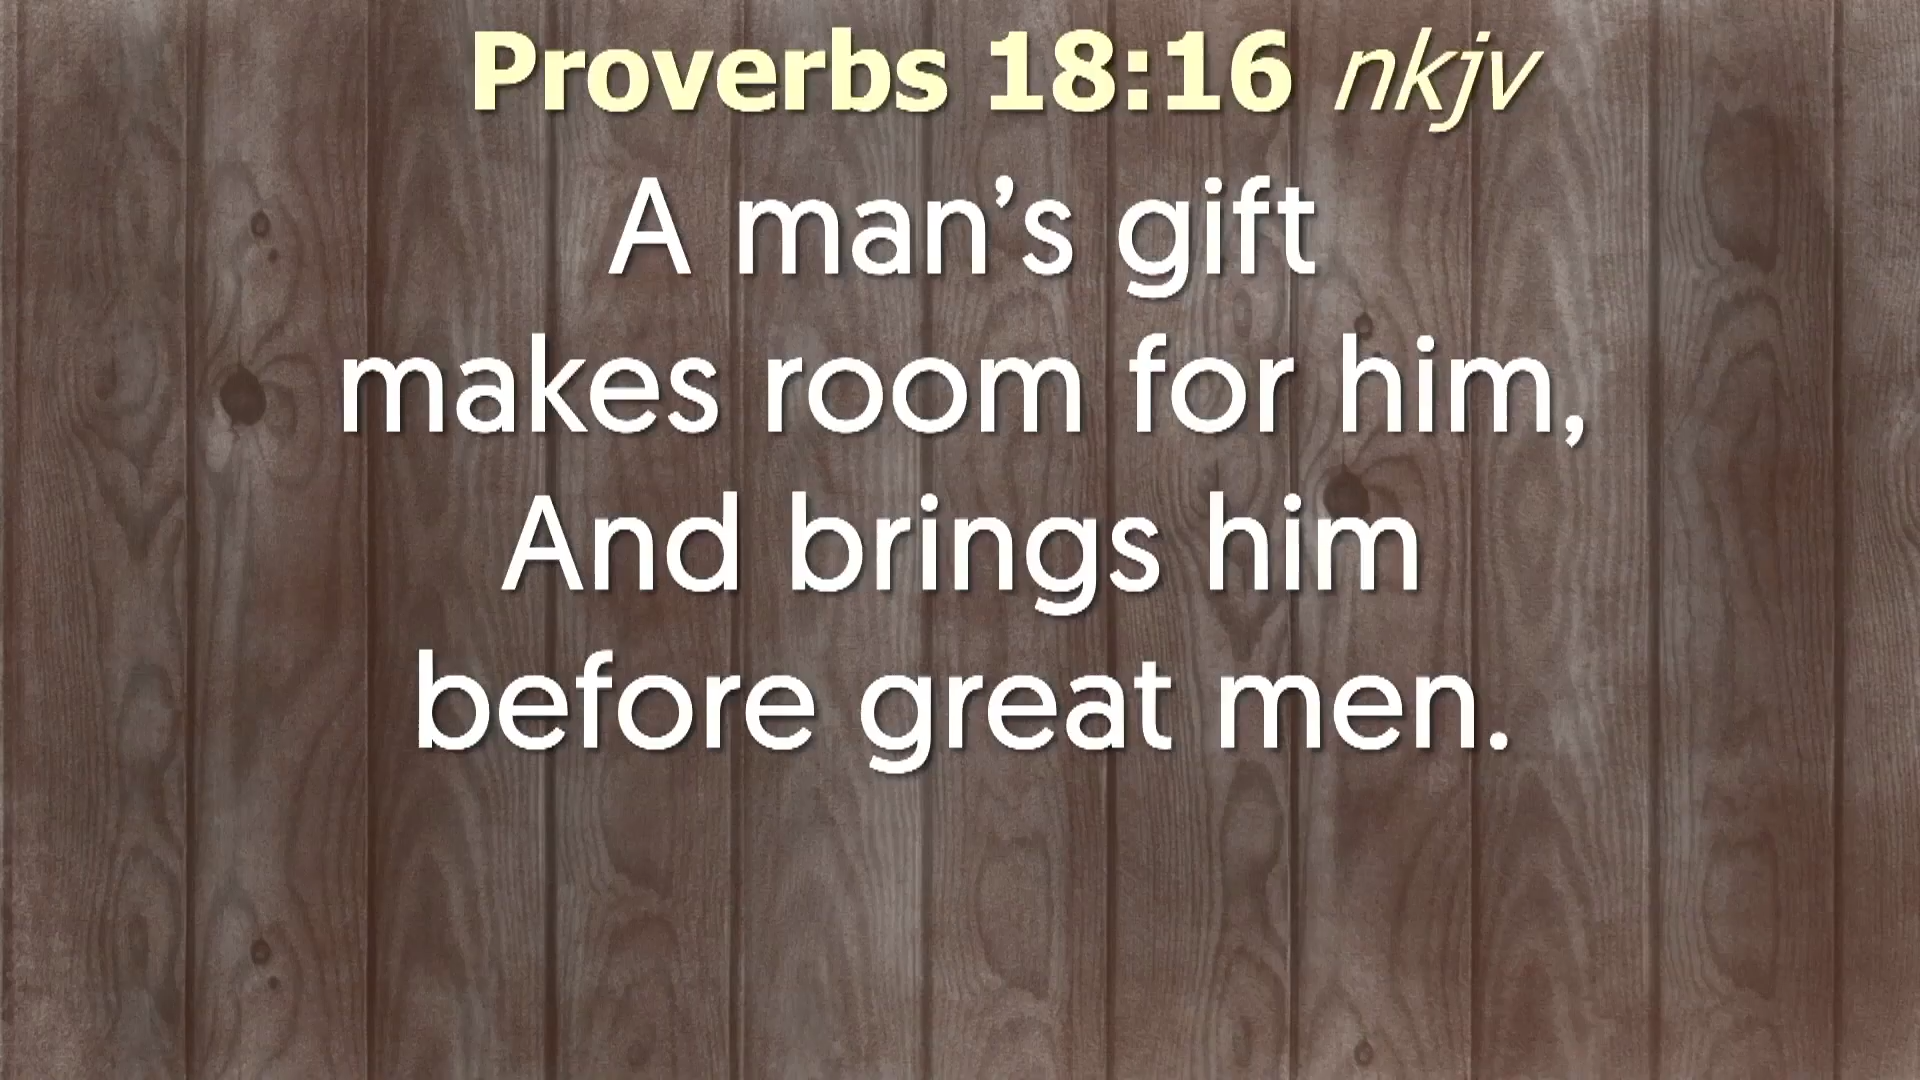 Proverbs 18:16 nkjv
A man’s gift
makes room for him,
And brings him
before great men.